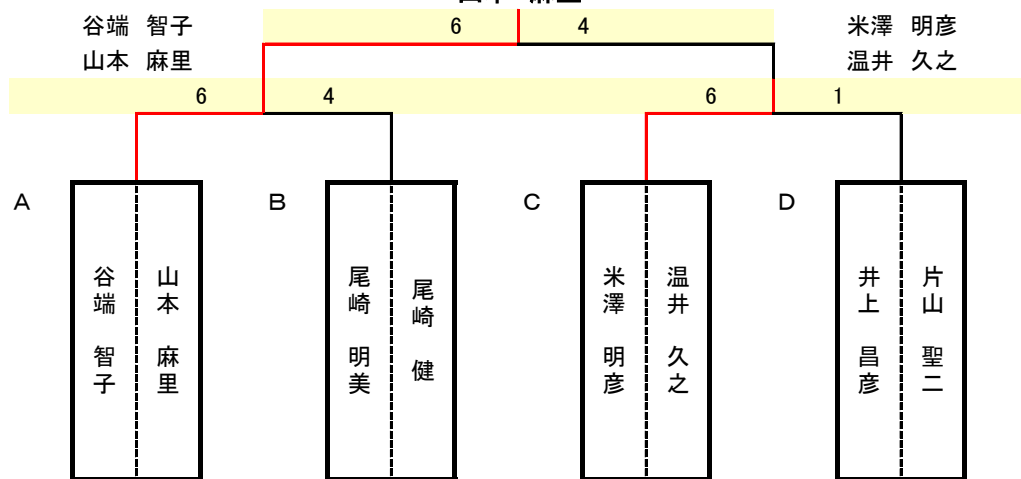 谷端 智子
山本 麻里
6 4
米澤 明彦
温井 久之
6 4
6 1
A
谷端 智子
山本 麻里
B
尾崎 明美
尾崎 健
C
米澤 明彦
温井 久之
D
井上 昌彦
片山 聖二